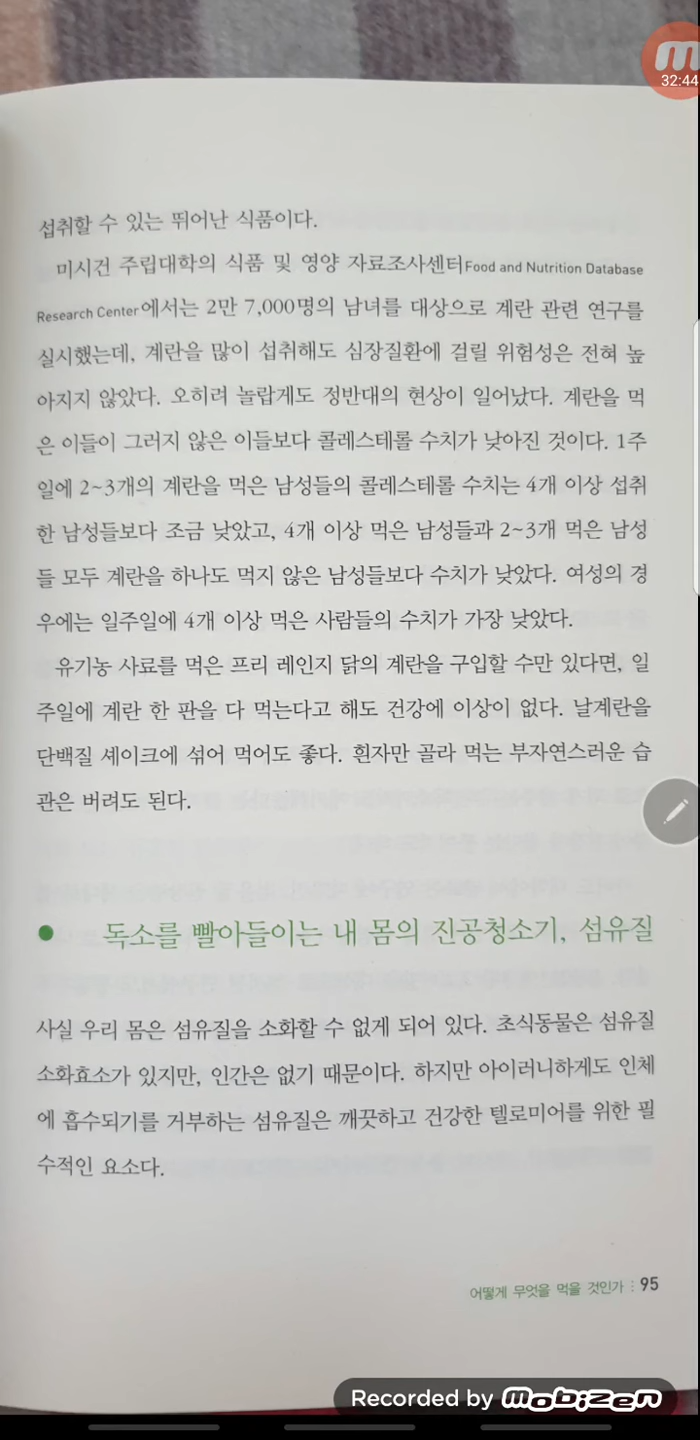 32:44
섭취할 수 있는 뛰어난 식품이다.
미시건 주립대학의 식품 및 영양 자료조사센터Food and Nutrition Database
Research Center에서는 2만 7,000명의 남녀를 대상으로 계란 관련 연구를
실시했는데, 계란을 많이 섭취해도 심장질환에 걸릴 위험성은 전혀 높
아지지 않았다. 오히려 놀랍게도 정반대의 현상이 일어났다. 계란을 먹
은 이들이 그러지 않은 이들보다 콜레스테롤 수치가 낮아진 것이다. 1주
일에 2~3개의 계란을 먹은 남성들의 콜레스테롤 수치는 4개 이상 섭취
한 남성들보다 조금 낮았고, 4개 이상 먹은 남성들과 2~3개 먹은 남성
들 모두 계란을 하나도 먹지 않은 남성들보다 수치가 낮았다. 여성의 경
우에는 일주일에 4개 이상 먹은 사람들의 수치가 가장 낮았다.
유기농 사료를 먹은 프리 레인지 닭의 계란을 구입할 수만 있다면, 일
주일에 계란 한 판을 다 먹는다고 해도 건강에 이상이 없다. 날계란을
단백질 셰이크에 섞어 먹어도 좋다. 흰자만 골라 먹는 부자연스러운 습
관은 버려도 된다.
● 독소를 빨아들이는 내 몸의 진공청소기, 섬유질
사실 우리 몸은 섬유질을 소화할 수 없게 되어 있다. 초식동물은 섬유질
소화효소가 있지만, 인간은 없기 때문이다. 하지만 아이러니하게도 인체
에 흡수되기를 거부하는 섬유질은 깨끗하고 건강한 텔로미어를 위한 필
수적인 요소다.
어떻게 무엇을 먹을 것인가 : 95
Recorded by mobizen